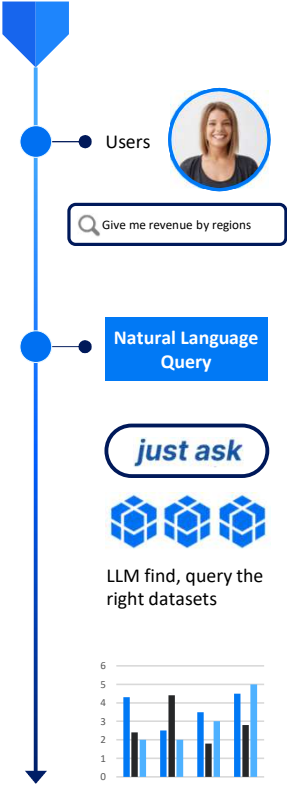 Users
Give me revenue by regions
Natural Language
Query
just ask
LLM find, query the
right datasets
6
5
4
3
2
1
0